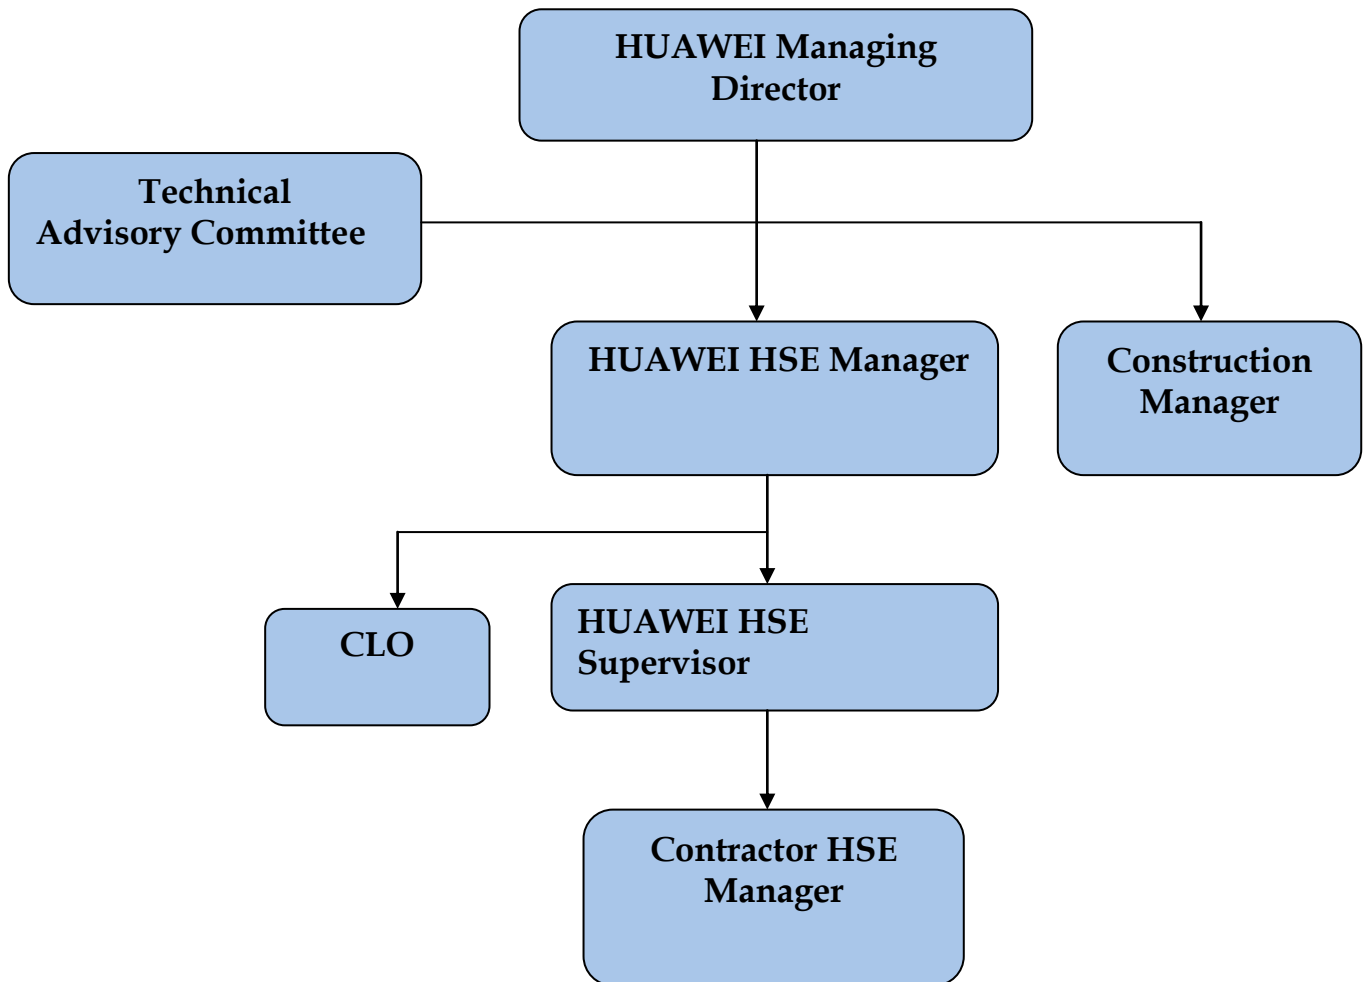 HUAWEI Managing
Director
Technical
Advisory Committee
HUAWEI HSE Manager
Construction
Manager
CLO
HUAWEI HSE
Supervisor
Contractor HSE
Manager